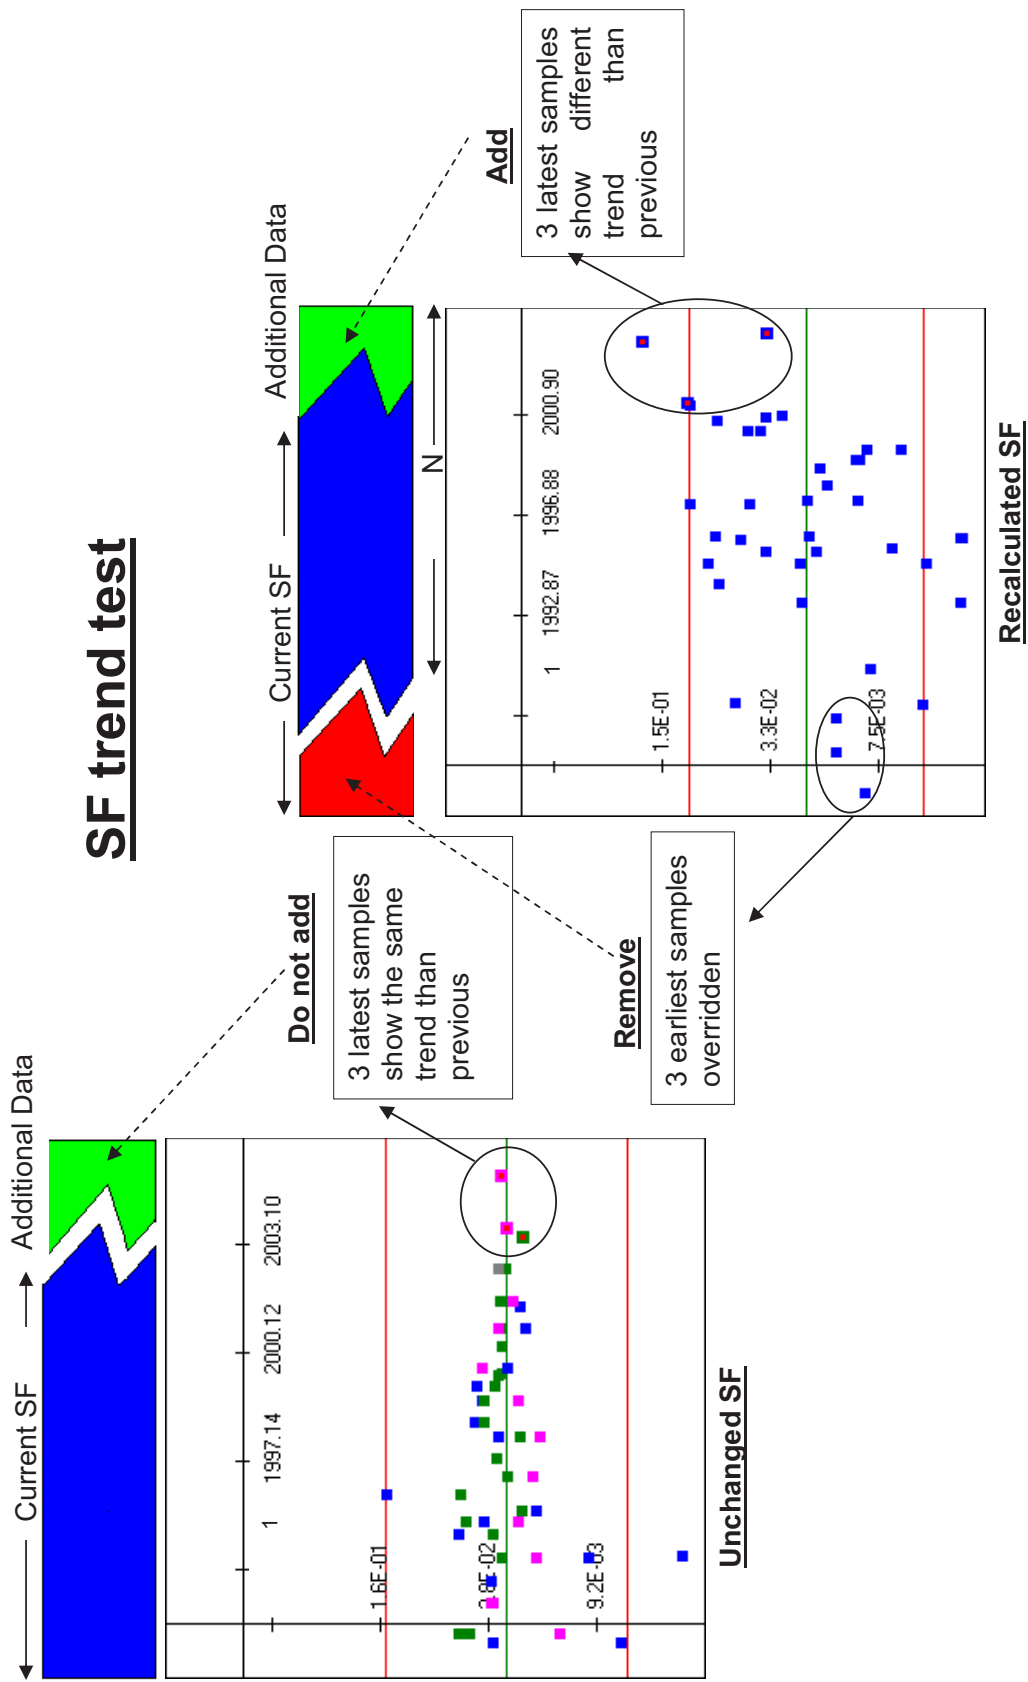 SF trend test
Current SF
Additional Data
Do not add
3 latest samples
show the same
trend than
previous
1.6E-01
9.2E-03
1
1997.14
2000.12
2003.10
Unchanged SF
Current SF
Additional Data
N
Add
3 latest samples
show different
trend than
previous
Remove
3 earliest samples
overridden
1.5E-01
3.3E-02
7.5E-03
1
1992.87
1996.88
2000.90
Recalculated SF